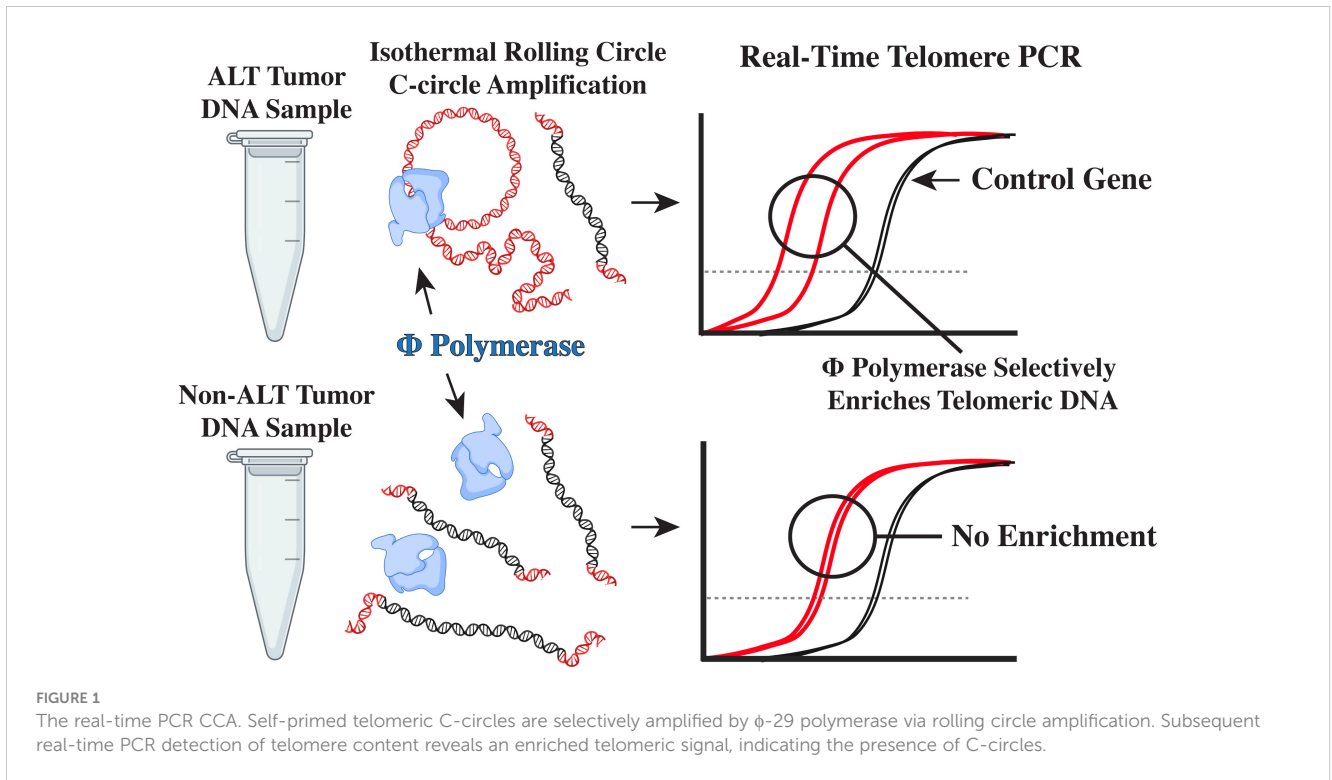 ALT Tumor
DNA Sample
Isothermal Rolling Circle
C-circle Amplification
Real-Time Telomere PCR
Control Gene
Φ Polymerase
Φ Polymerase Selectively
Enriches Telomeric DNA
Non-ALT Tumor
DNA Sample
No Enrichment
FIGURE 1
The real-time PCR CCA. Self-primed telomeric C-circles are selectively amplified by ϕ-29 polymerase via rolling circle amplification. Subsequent
real-time PCR detection of telomere content reveals an enriched telomeric signal, indicating the presence of C-circles.